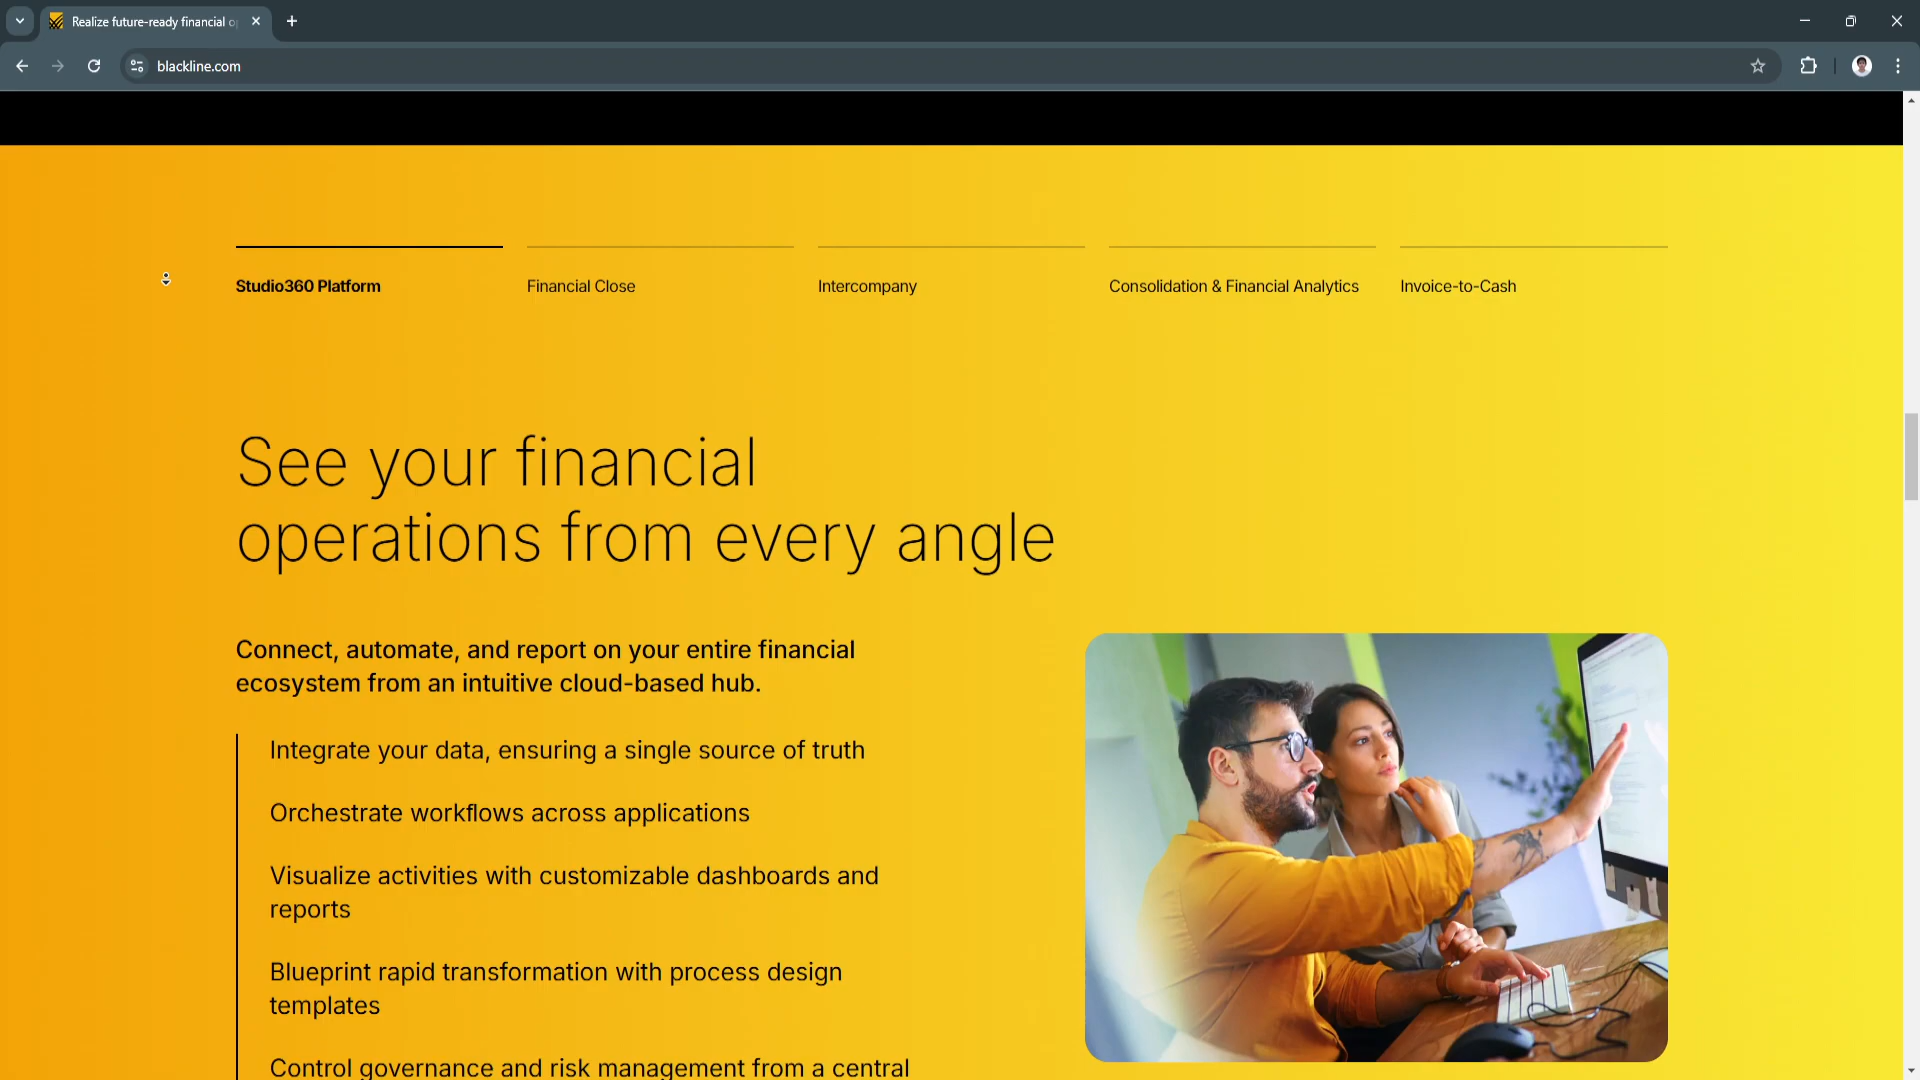 Realize future-ready financial o
blackline.com
Studio360 Platform
Financial Close
Intercompany
Consolidation & Financial Analytics
Invoice-to-Cash
See your financial
operations from every angle
Connect, automate, and report on your entire financial
ecosystem from an intuitive cloud-based hub.
Integrate your data, ensuring a single source of truth
Orchestrate workflows across applications
Visualize activities with customizable dashboards and
reports
Blueprint rapid transformation with process design
templates
Control governance and risk management from a central